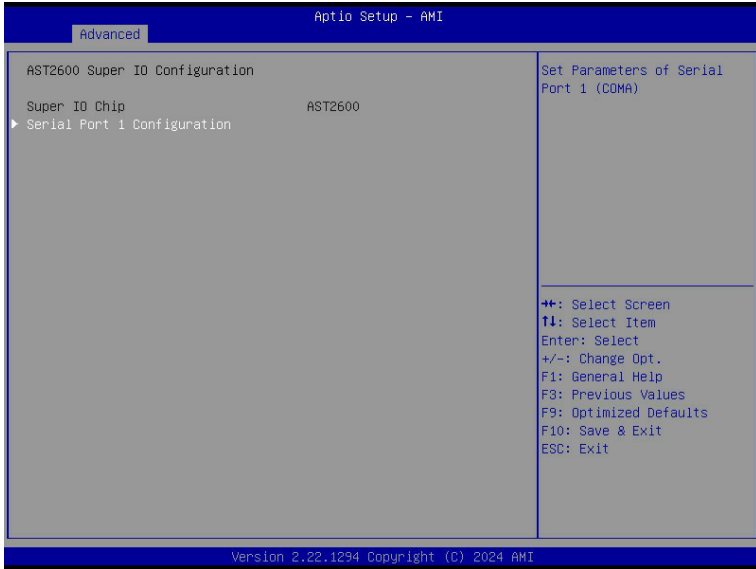 Aptio Setup – AMI
Advanced
AST2600 Super IO Configuration
Super IO Chip AST2600
▶ Serial Port 1 Configuration
Set Parameters of Serial
Port 1 (COMA)
→←: Select Screen
↑↓: Select Item
Enter: Select
+/-: Change Opt.
F1: General Help
F3: Previous Values
F9: Optimized Defaults
F10: Save & Exit
ESC: Exit
Version 2.22.1294 Copyright (C) 2024 AMI